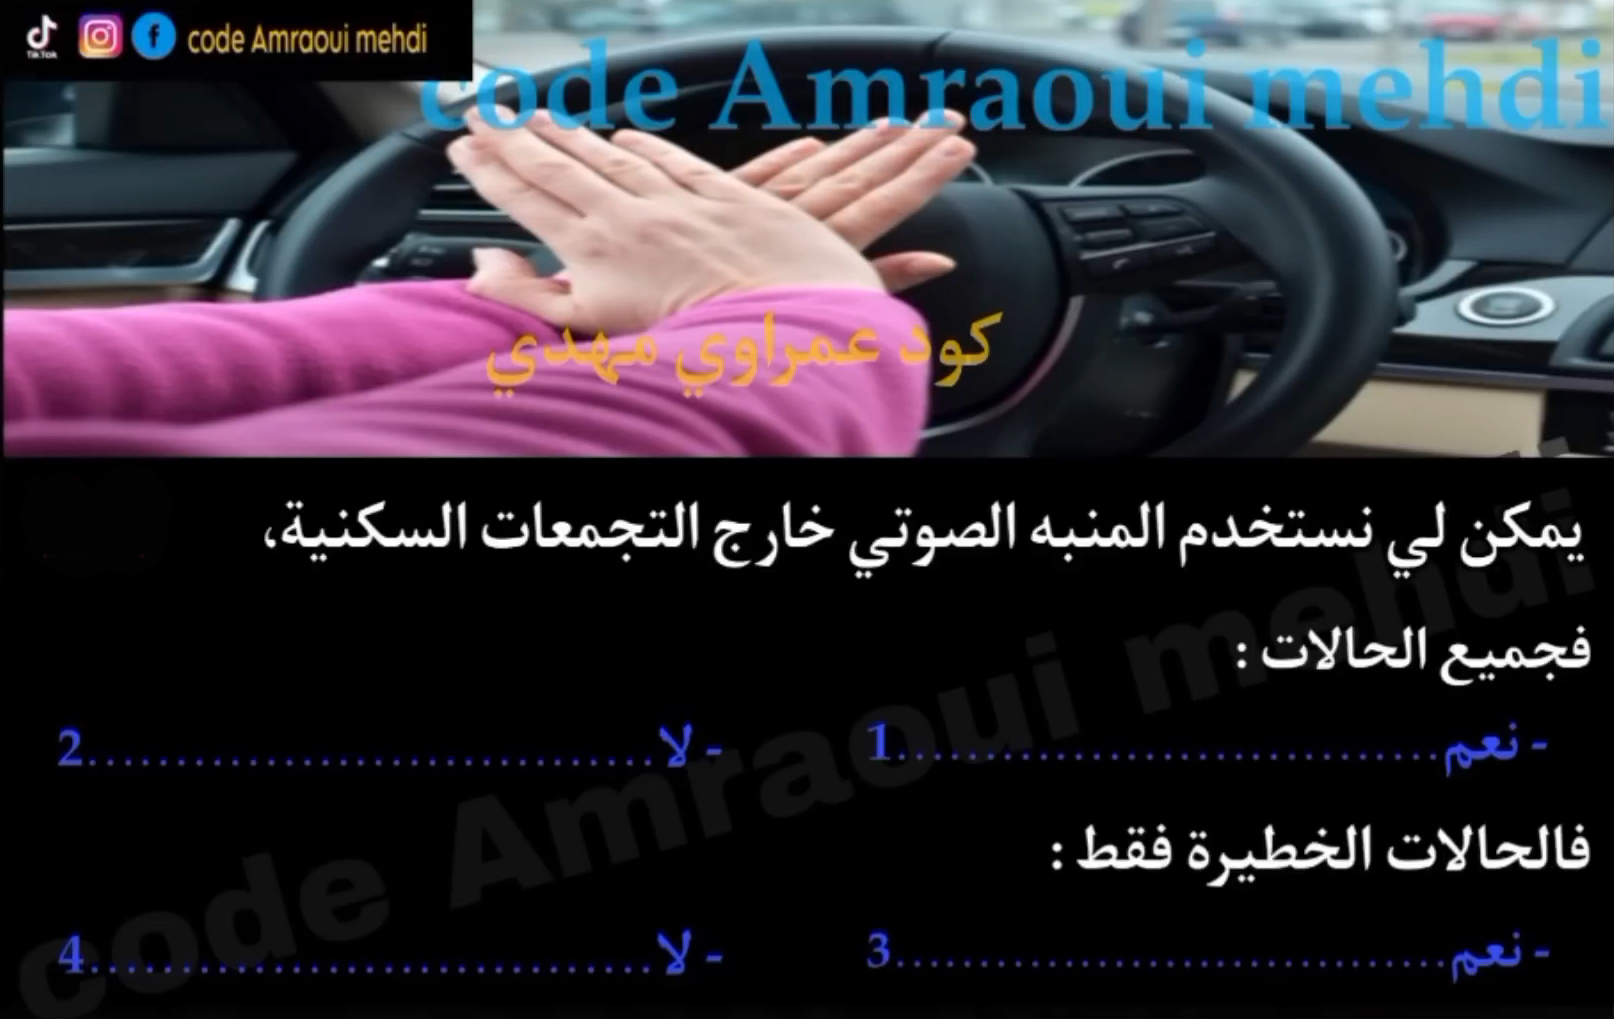 TikTok
code Amraoui mehdi
code Amraoui mehdi
كود عمراوي مهدي
يمكن لي نستخدم المنبه الصوتي خارج التجمعات السكنية،
فجميع الحالات :
- نعم..............................1 - لا................................2
فالحالات الخطيرة فقط :
- نعم..............................3 - لا................................4
code Amraoui mehdi